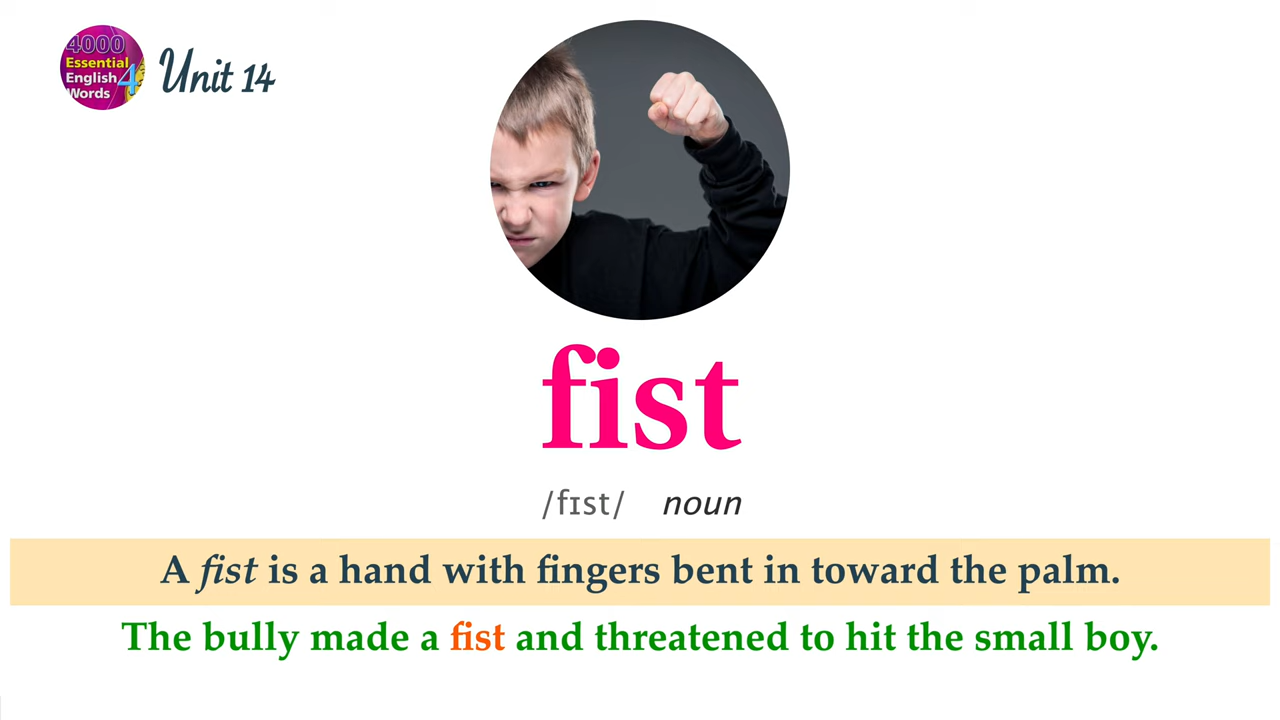 4000
Essential
English 4
Words
Unit 14
fist
/fɪst/ noun
A fist is a hand with fingers bent in toward the palm.
The bully made a fist and threatened to hit the small boy.